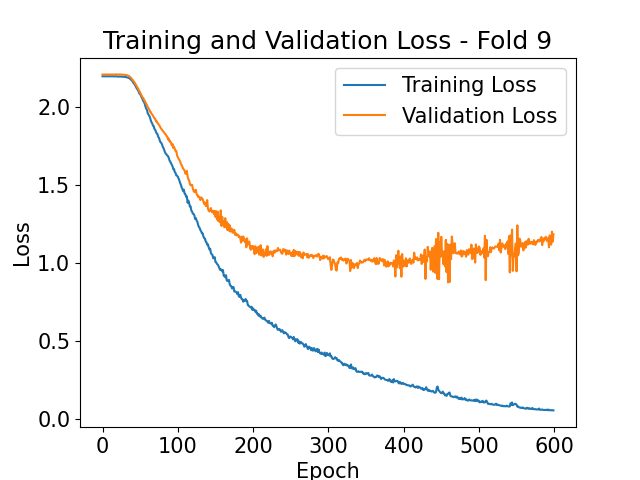 Training and Validation Loss - Fold 9
Training Loss
Validation Loss
Loss
2.0
1.5
1.0
0.5
0.0
0 100 200 300 400 500 600
Epoch